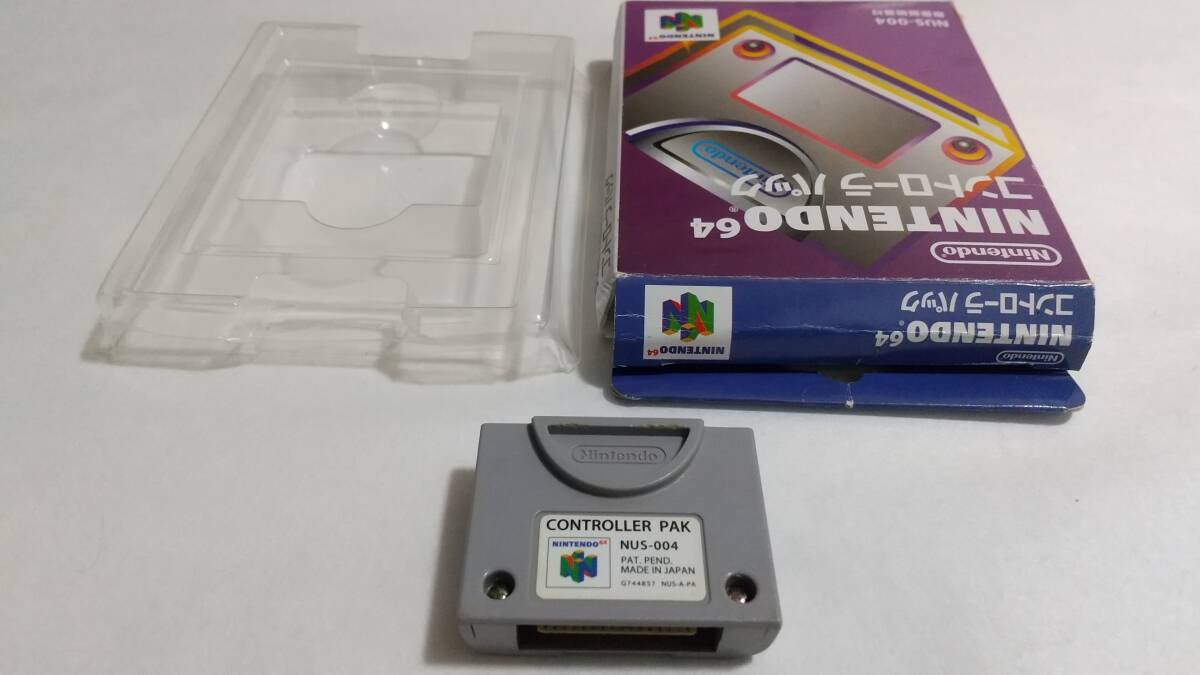 NUS-004
NINTENDO64
Nintendo
コントローラパック
NINTENDO64®
Nintendo
コントローラパック
NINTENDO64®
Nintendo
NINTENDO64
Nintendo
CONTROLLER PAK
NINTENDO64
NUS-004
PAT. PEND.
MADE IN JAPAN
G744857 NUS-A-PA